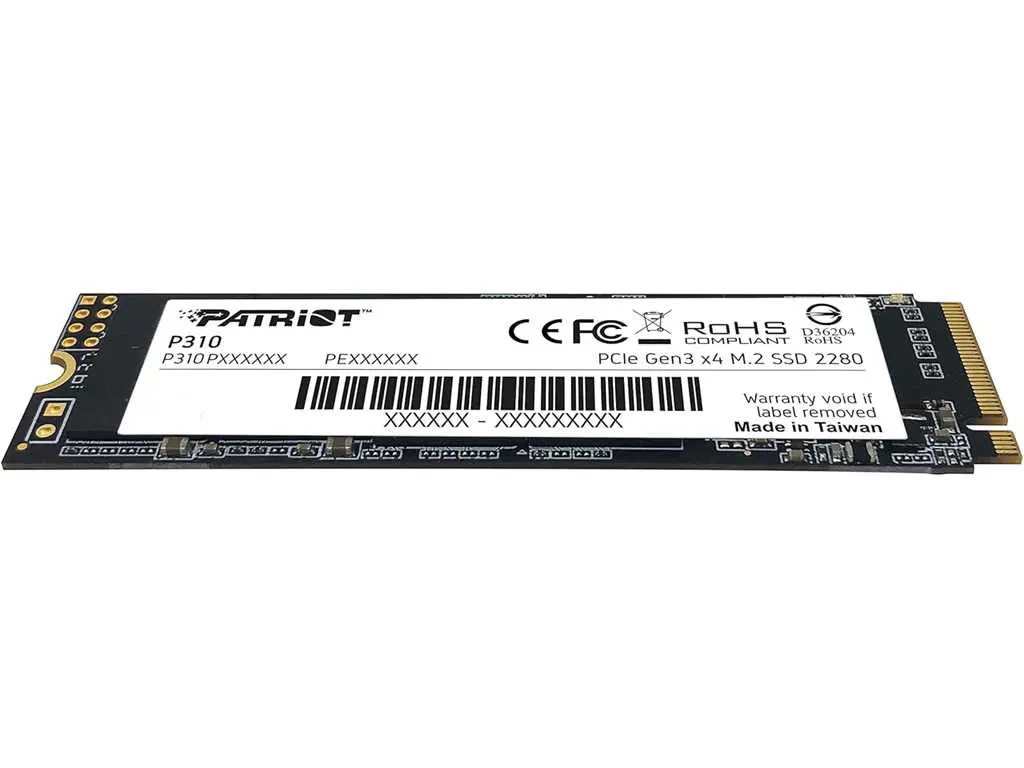 PATRIOT™
P310
P310PXXXXXX PEXXXXXX
CE FC RoHS
COMPLIANT
D36204
RoHS
PCIe Gen3 x4 M.2 SSD 2280
XXXXXX - XXXXXXXXX
Warranty void if
label removed
Made in Taiwan